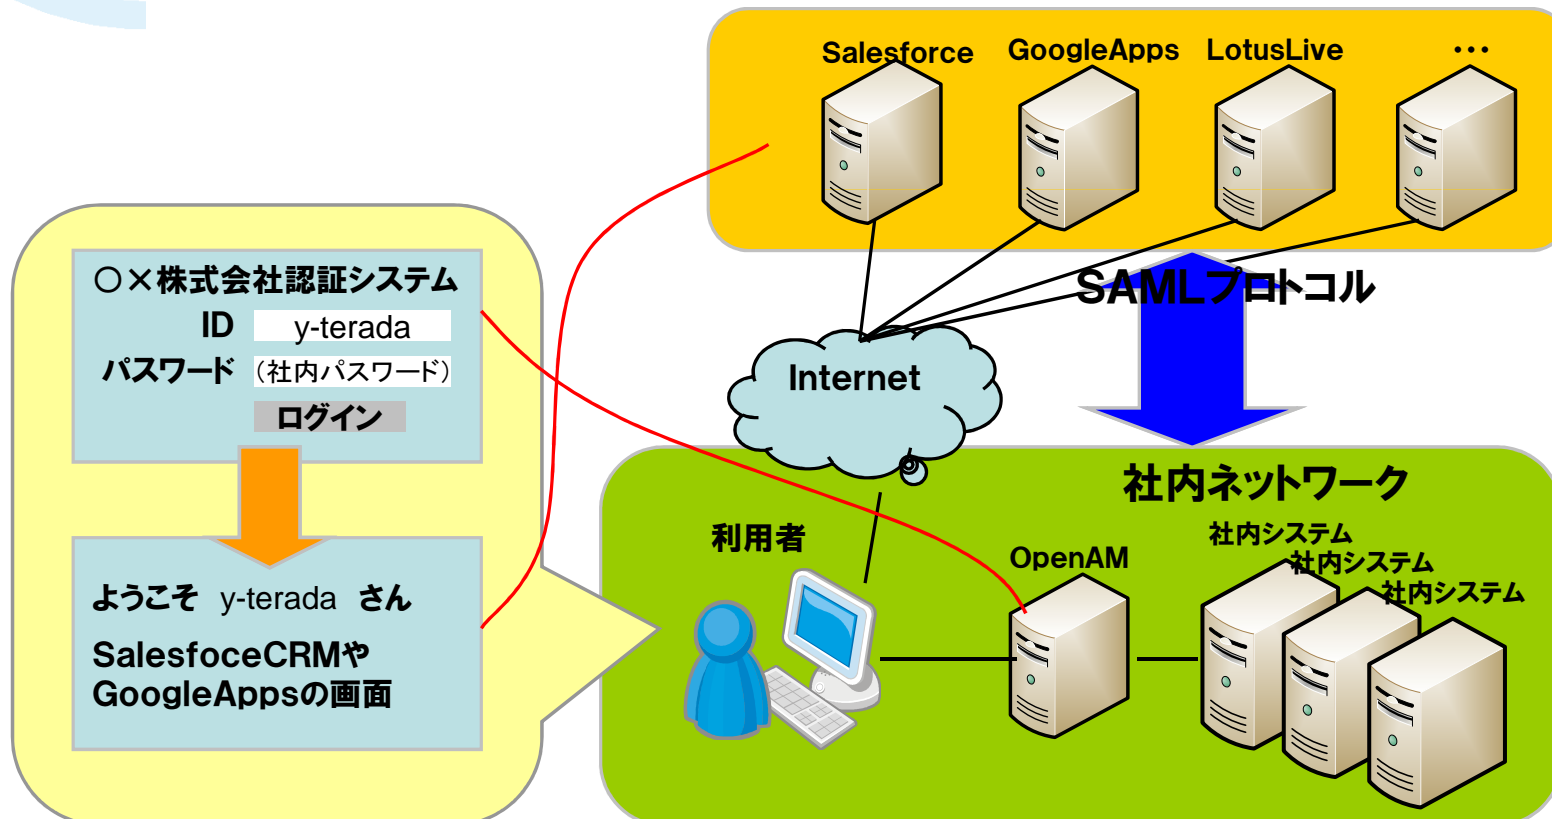 Salesforce
GoogleApps
LotusLive
…
○×株式会社認証システム
ID y-terada
パスワード (社内パスワード)
ログイン
ようこそ y-terada さん
SalesfoceCRMや
GoogleAppsの画面
SAMLプロトコル
Internet
社内ネットワーク
利用者
OpenAM
社内システム
社内システム
社内システム